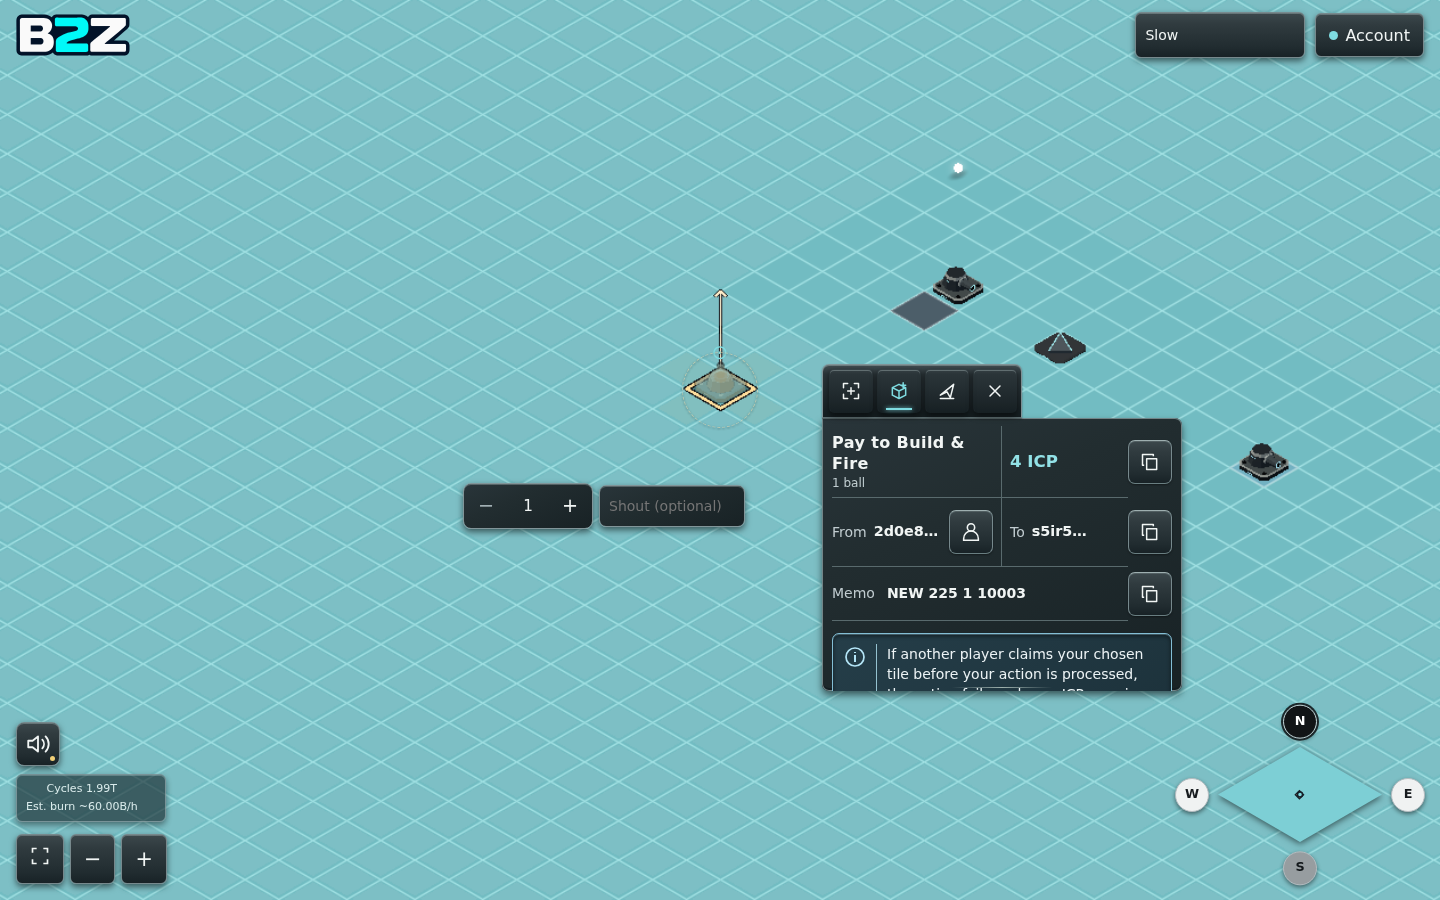 B2Z
Slow
Account
Pay to Build &
Fire
1 ball
4 ICP
1
Shout (optional)
From 2d0e8…
To s5ir5…
Memo NEW 225 1 10003
If another player claims your chosen
tile before your action is processed,
Cycles 1.99T
Est. burn ~60.00B/h
N
W
E
S